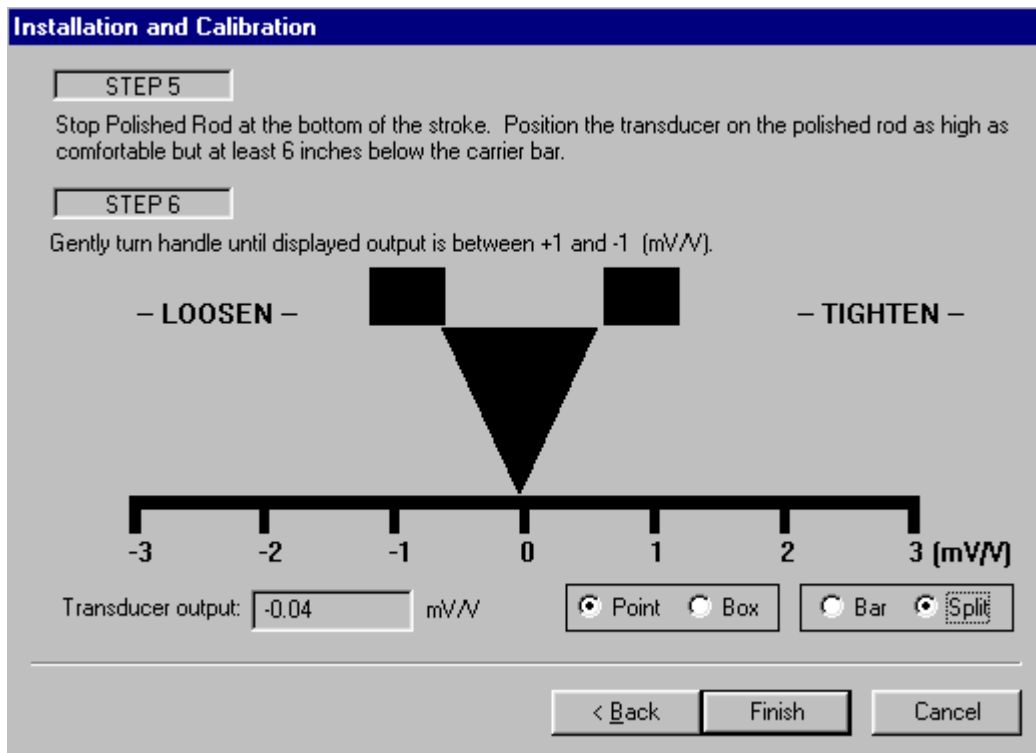 Installation and Calibration
STEP 5
Stop Polished Rod at the bottom of the stroke. Position the transducer on the polished rod as high as
comfortable but at least 6 inches below the carrier bar.
STEP 6
Gently turn handle until displayed output is between +1 and -1 (mV/V).
– LOOSEN – – TIGHTEN –
-3 -2 -1 0 1 2 3 (mV/V)
Transducer output: -0.04 mV/V Point Box Bar Split
< Back Finish Cancel